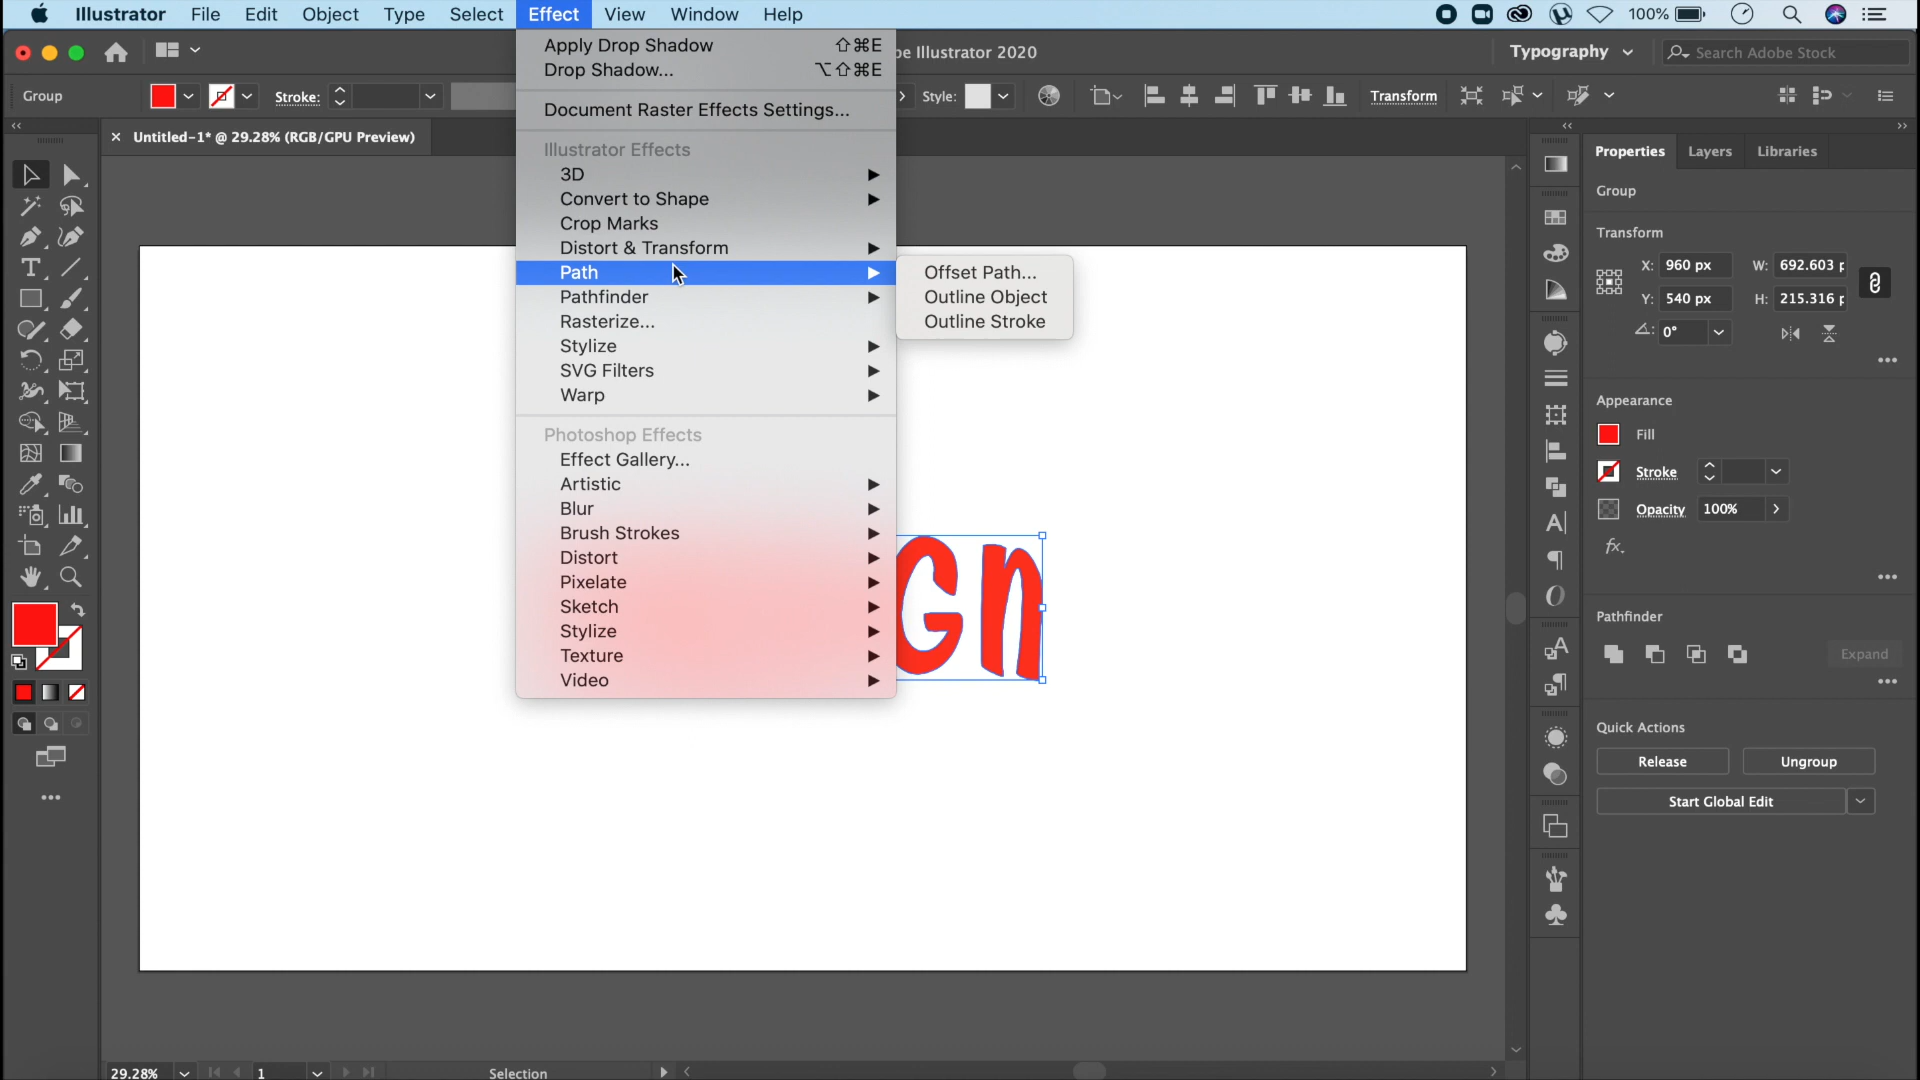 Illustrator File Edit Object Type Select Effect View Window Help 100%
Illustrator 2020 Typography Search Adobe Stock
Group Stroke: Style: Transform
× Untitled-1* @ 29.28% (RGB/GPU Preview)
Apply Drop Shadow ⇧⌘E
Drop Shadow... ⌥⇧⌘E
Document Raster Effects Settings...
Illustrator Effects
3D
Convert to Shape
Crop Marks
Distort & Transform
Path
Pathfinder
Rasterize...
Stylize
SVG Filters
Warp
Photoshop Effects
Effect Gallery...
Artistic
Blur
Brush Strokes
Distort
Pixelate
Sketch
Stylize
Texture
Video
Offset Path...
Outline Object
Outline Stroke
GN
Properties Layers Libraries
Group
Transform
X: 960 px W: 692.603
Y: 540 px H: 215.316
0°
Appearance
Fill
Stroke
Opacity 100%
fx.
Pathfinder
Expand
Quick Actions
Release Ungroup
Start Global Edit
29.28% 1 Selection